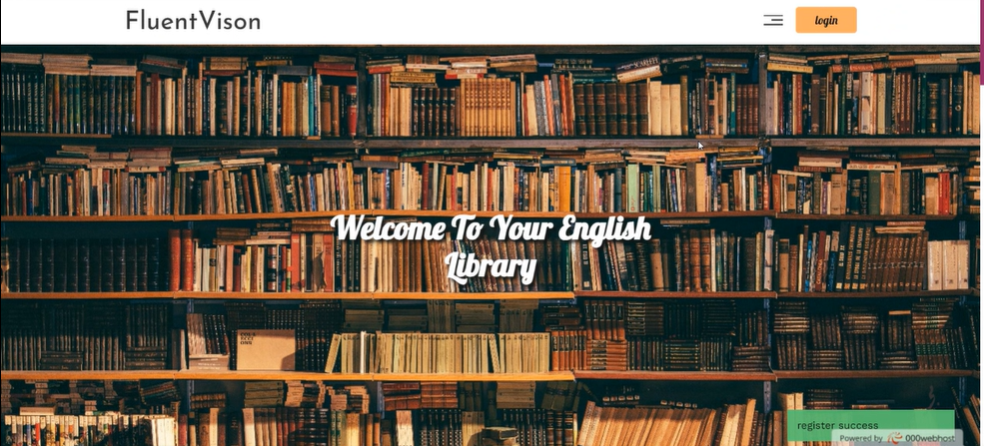 FluentVison
login
Welcome To Your English
Library
register success
Powered by 000webhost